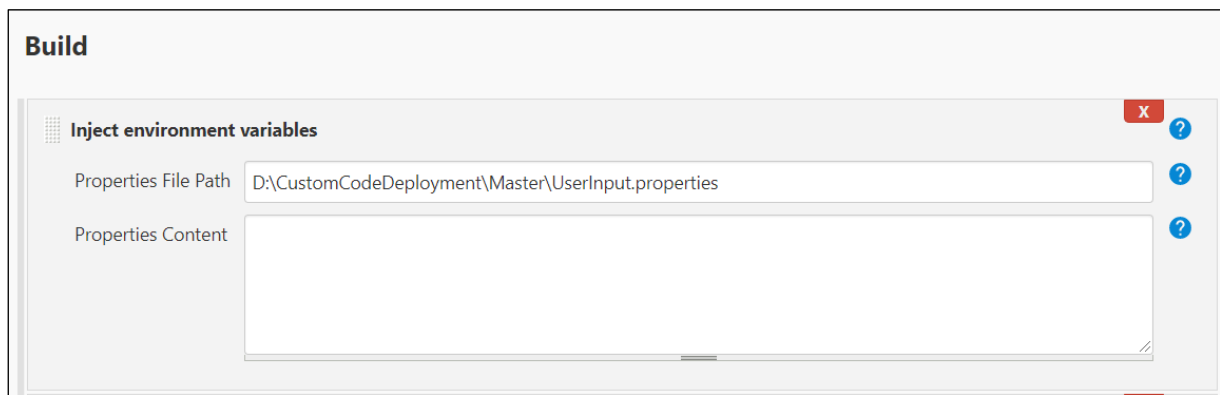 Build
X
Inject environment variables
?
Properties File Path D:\CustomCodeDeployment\Master\UserInput.properties
?
Properties Content
?